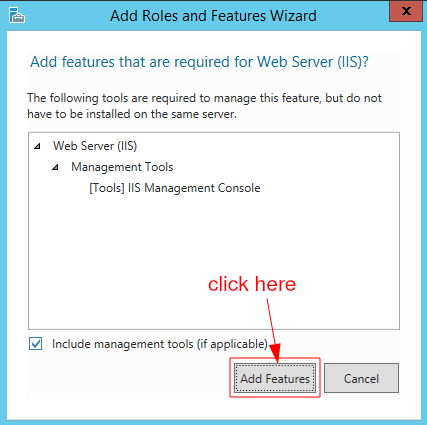 Add Roles and Features Wizard
x
Add features that are required for Web Server (IIS)?
The following tools are required to manage this feature, but do not
have to be installed on the same server.
Web Server (IIS)
Management Tools
[Tools] IIS Management Console
click here
Include management tools (if applicable)
Add Features
Cancel